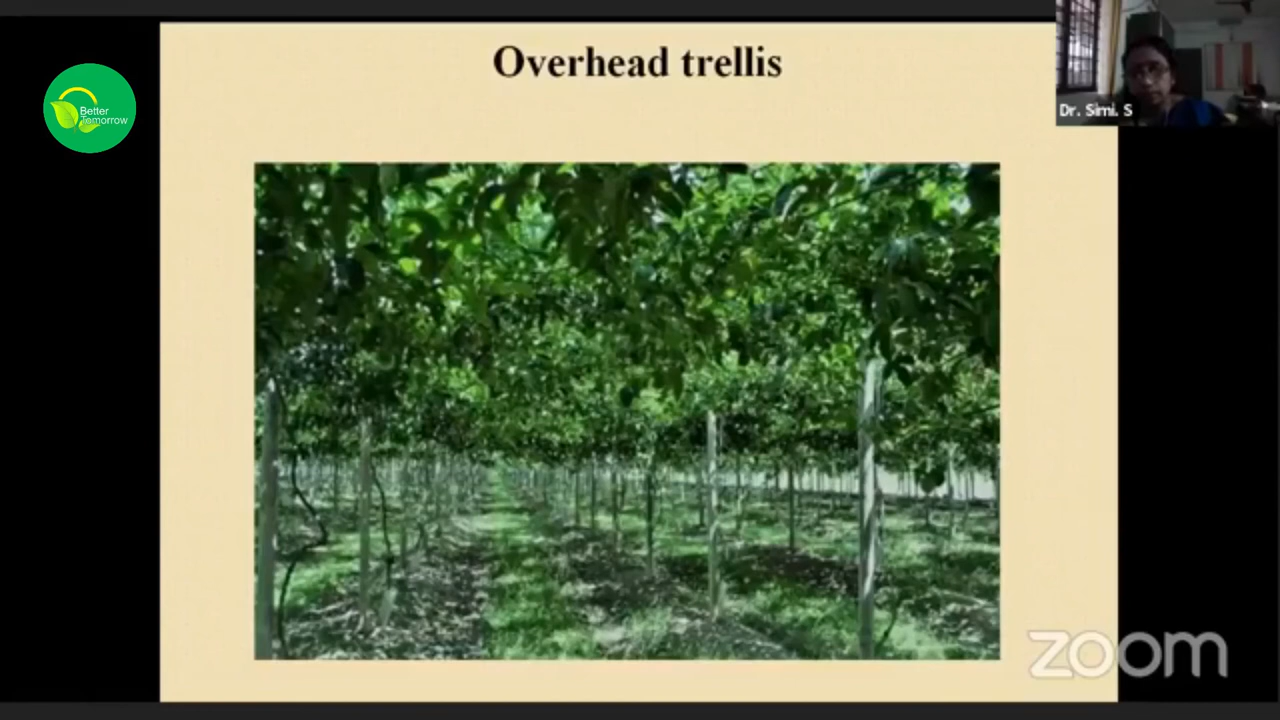 Overhead trellis
Better
Tomorrow
Dr. Simi. S
zoom